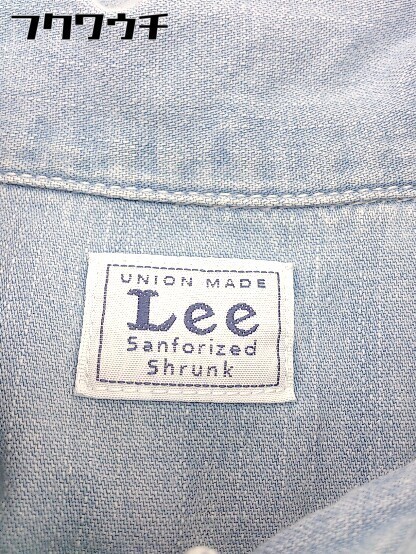 フクワウチ
UNION MADE
Lee
Sanforized
Shrunk